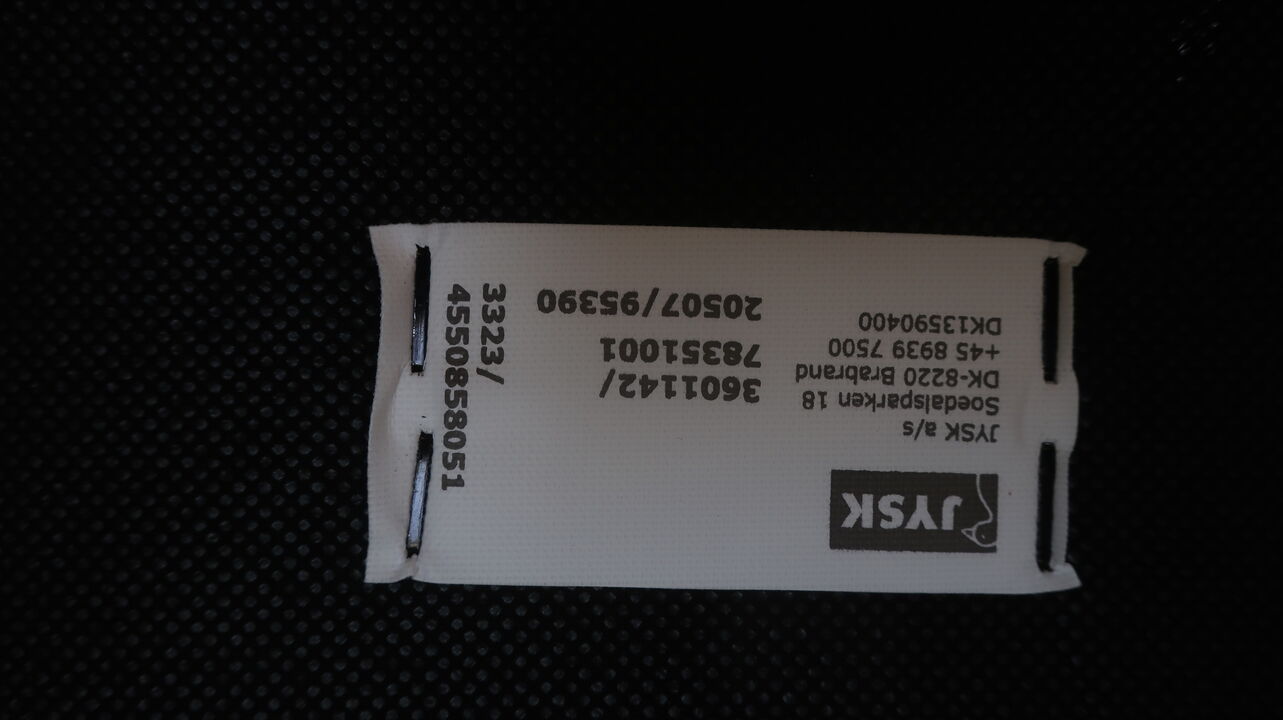 JYSK
JYSK a/s
Soedalsparken 18
DK-8220 Brabrand
+45 8939 7500
DK13590400
3601142/
78351001
20507/95390
3323/
4550858051